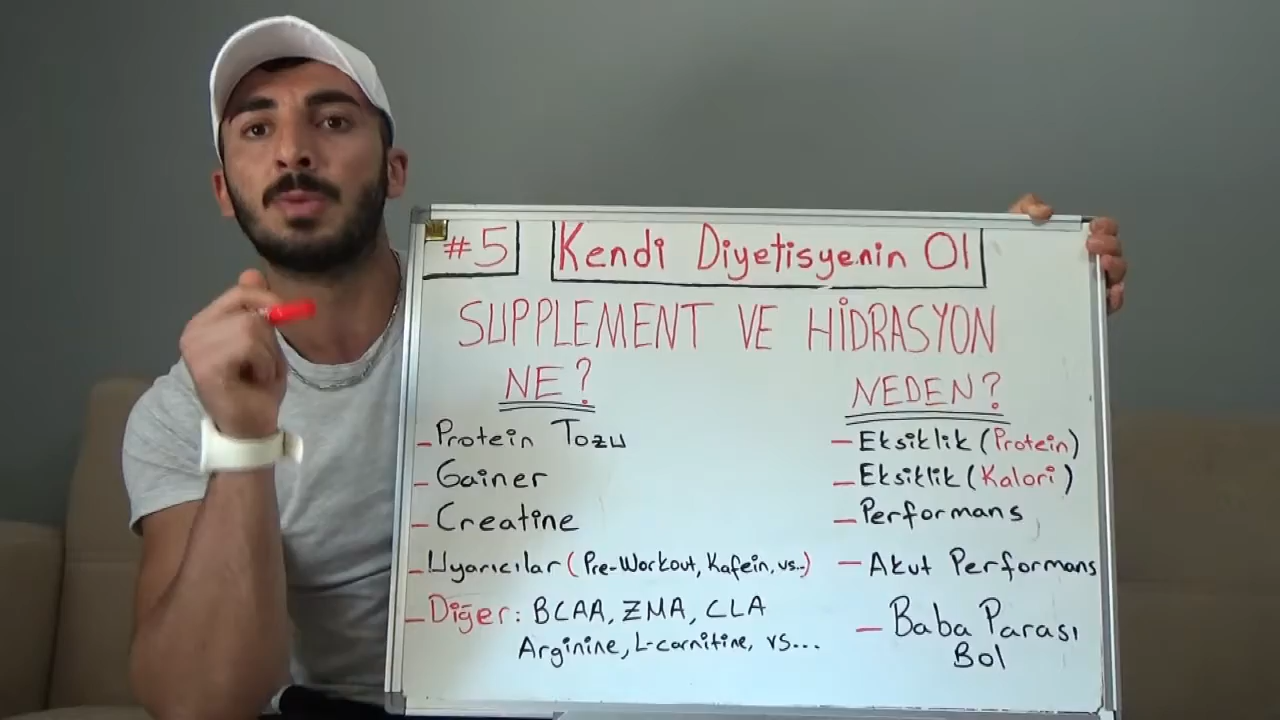 #5 Kendi Diyetisyenin Ol
SUPPLEMENT VE HİDRASYON
NE? NEDEN?
- Protein Tozu - Eksiklik (Protein)
- Gainer - Eksiklik (Kalori)
- Creatine - Performans
- Uyarıcılar (Pre-Workout, Kafein, vs..) - Akut Performans
- Diğer: BCAA, ZMA, CLA - Baba Parası
Arginine, L-carnitine, vs... Bol